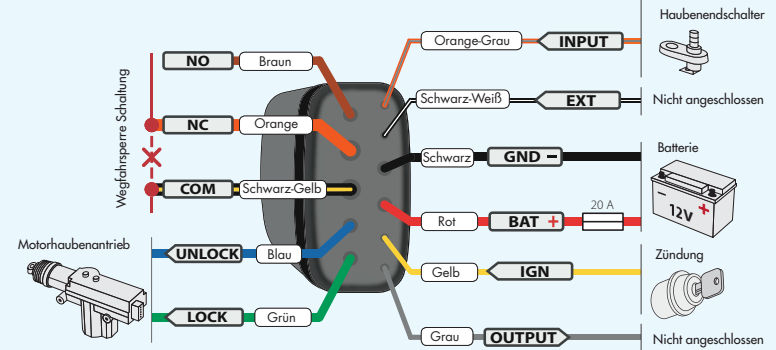 Wegfahrsperre Schaltung
NO Braun
NC Orange
COM Schwarz-Gelb
Motorhaubenantrieb
UNLOCK Blau
LOCK Grün
Haubenendschalter
Orange-Grau INPUT
Schwarz-Weiß EXT Nicht angeschlossen
Batterie
Schwarz GND −
20 A
Rot BAT +
− + 12V
Zündung
Gelb IGN
Grau OUTPUT Nicht angeschlossen